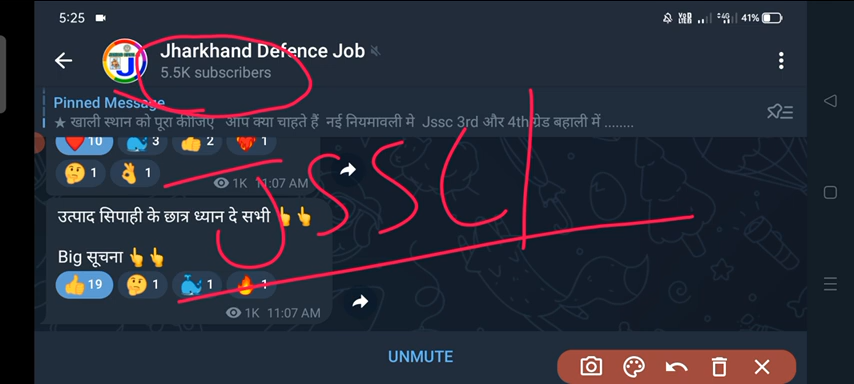 5:25
VoLTE 4G 41%
Jharkhand Defence Job
5.5K subscribers
Pinned Message
★ खाली स्थान को पूरा कीजिए आप क्या चाहते हैं नई नियमावली मे Jssc 3rd और 4th ग्रेड बहाली में ........
❤️ 10 🐳 3 👍 2 ❤️‍🔥 1
🤔 1 👌 1
1K 11:07 AM
JSSC
उत्पाद सिपाही के छात्र ध्यान दे सभी 👆👆
Big सूचना 👆👆
👍 19 🤔 1 🐳 1 🔥 1
1K 11:07 AM
UNMUTE